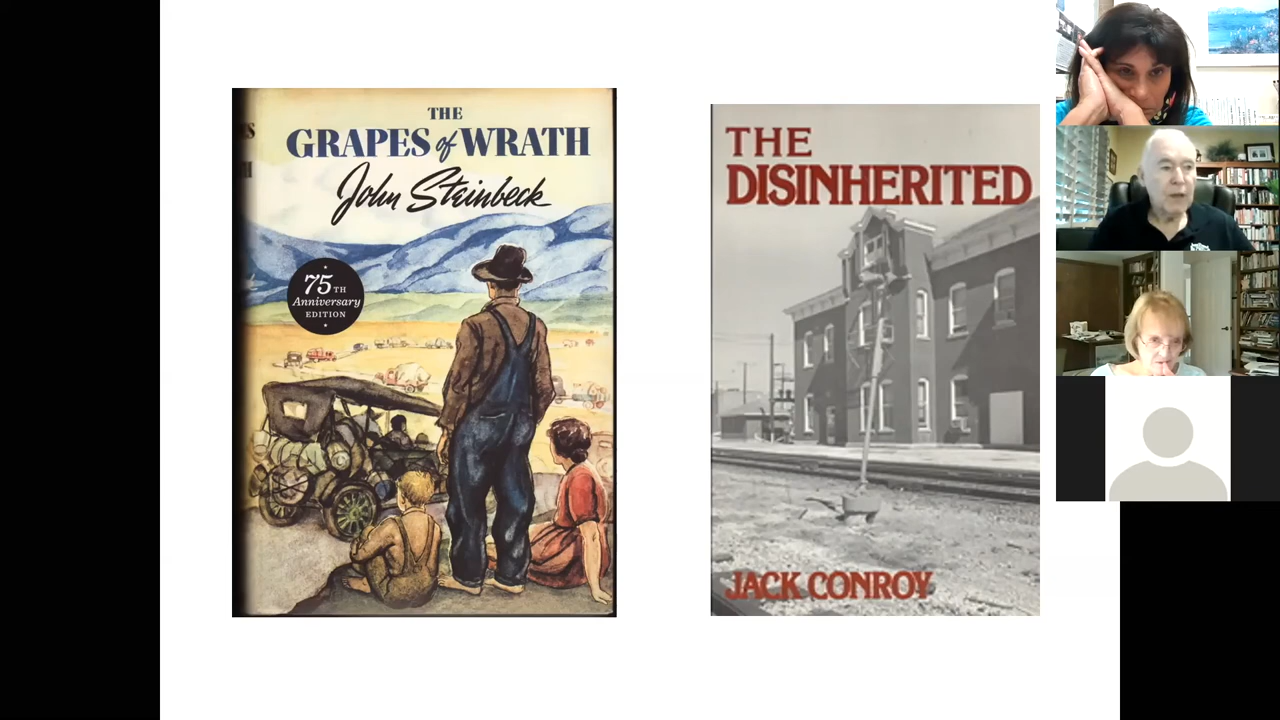 THE
GRAPES of WRATH
John Steinbeck
75TH
Anniversary
EDITION
THE
DISINHERITED
JACK CONROY